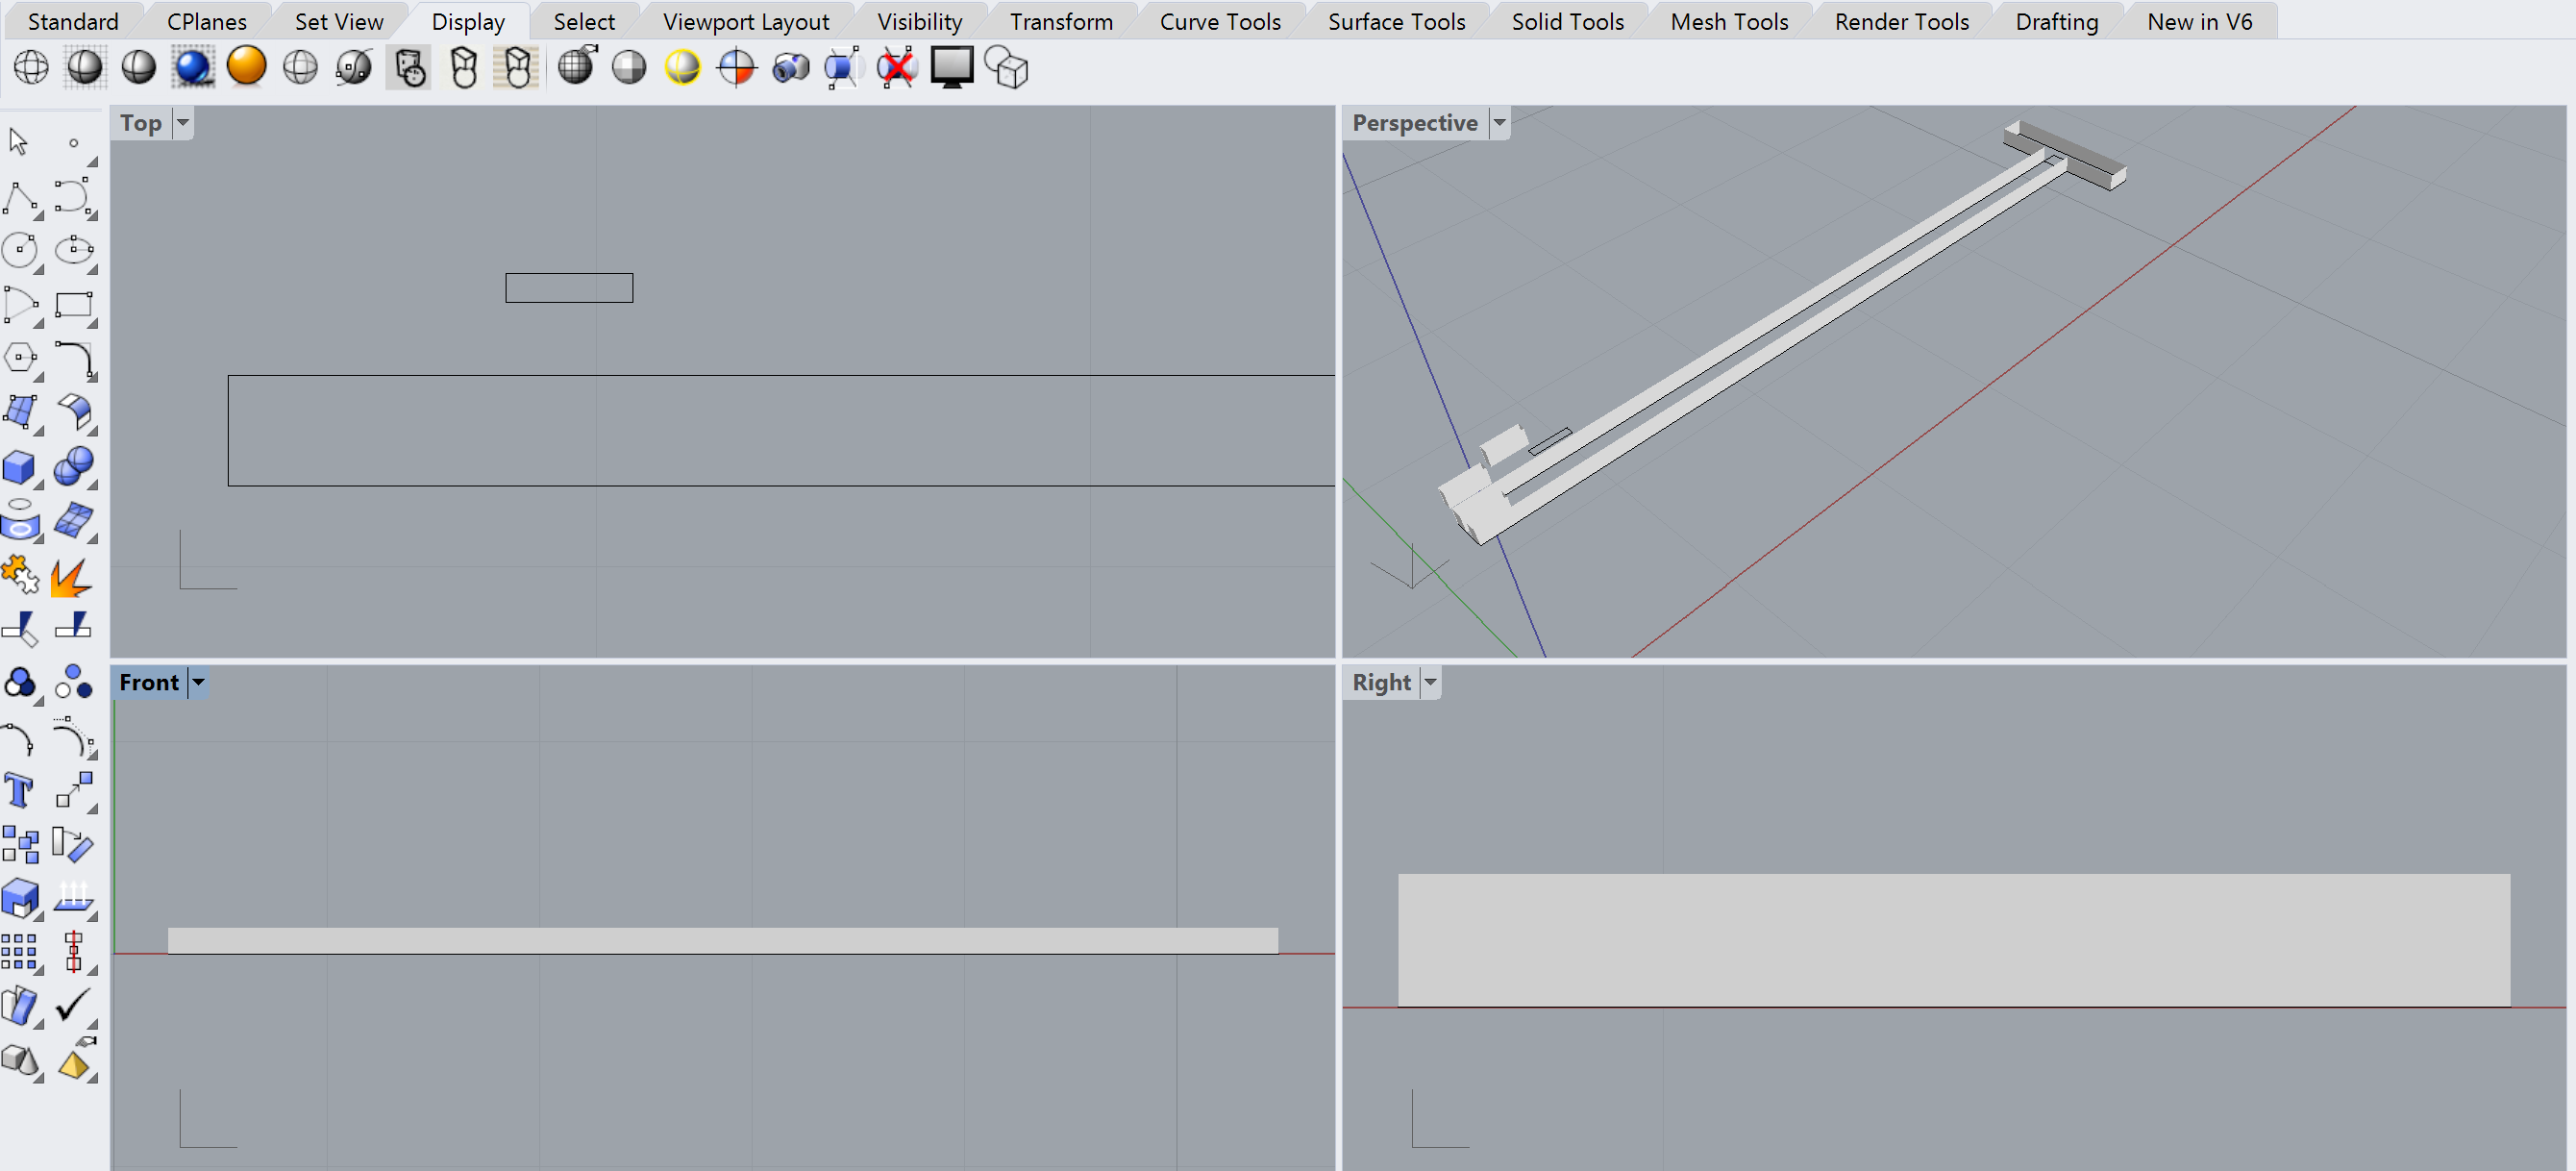 Standard CPlanes Set View Display Select Viewport Layout Visibility Transform Curve Tools Surface Tools Solid Tools Mesh Tools Render Tools Drafting New in V6
Top
Perspective
Front
Right